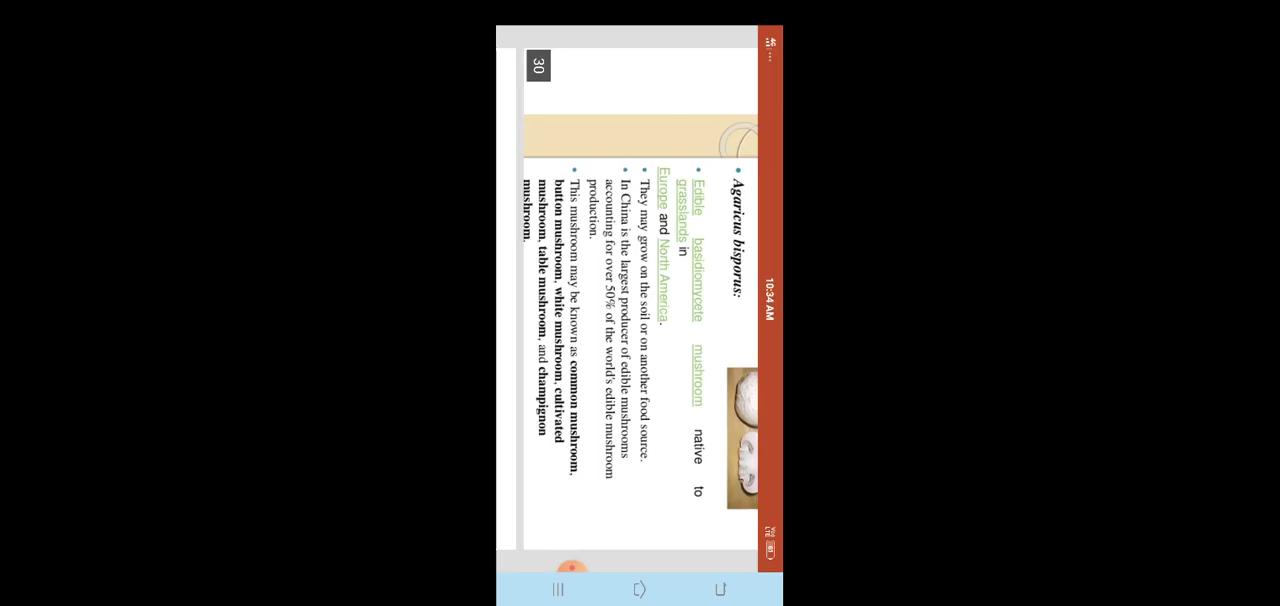 10:34 AM
Agaricus bisporus:
Edible basidiomycete mushroom native to
grasslands in
Europe and North America.
They may grow on the soil or on another food source.
In China is the largest producer of edible mushrooms
accounting for over 50% of the world's edible mushroom
production.
This mushroom may be known as common mushroom,
button mushroom, white mushroom, cultivated
mushroom, table mushroom, and champignon
mushroom.
30